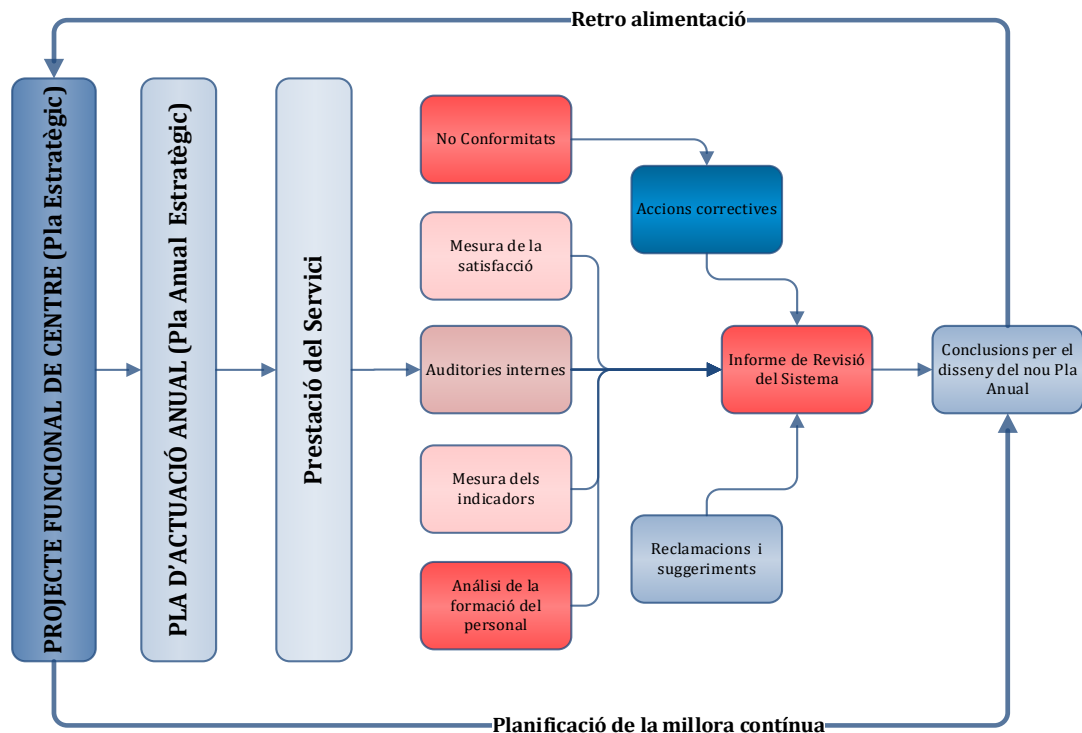 Retro alimentació
PROJECTE FUNCIONAL DE CENTRE (Pla Estratègic)
PLA D'ACTUACIÓ ANUAL (Pla Anual Estratègic)
Prestació del Servici
No Conformitats
Mesura de la
satisfacció
Auditories internes
Mesura dels
indicadors
Análisi de la
formació del
personal
Accions correctives
Informe de Revisió
del Sistema
Reclamacions i
suggeriments
Conclusions per el
disseny del nou Pla
Anual
Planificació de la millora contínua